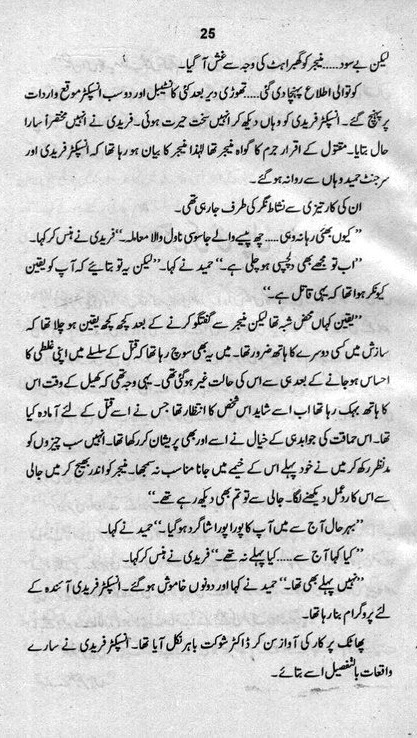 25
لیکن بے سود.....منیجر کو گھبراہٹ کی وجہ سے غش آ گیا۔
کوتوالی اطلاع پہنچا دی گئی.....تھوڑی دیر بعد کئی کانسٹیبل اور دو سب انسپکٹر موقع واردات
پر پہنچ گئے۔ انسپکٹر فریدی کو وہاں دیکھ کر انہیں سخت حیرت ہوئی۔ فریدی نے انہیں مختصراً سارا
حال بتایا۔ مقتول کے اقرار جرم کا گواہ منیجر تھا لہٰذا منیجر کا بیان ہو رہا تھا کہ انسپکٹر فریدی اور
سرجنٹ حمید وہاں سے روانہ ہو گئے۔
ان کی کار تیزی سے نشاط نگر کی طرف جا رہی تھی۔
”کیوں بھئی رہا نہ وہی.....چھ پیسے والے جاسوسی ناول والا معاملہ۔“ فریدی نے ہنس کر کہا۔
”اب تو مجھے بھی دلچسپی ہو چلی ہے۔“ حمید نے کہا۔ ”لیکن یہ تو بتائیے کہ آپ کو یقین
کیونکر ہوا تھا کہ یہی قاتل ہے۔“
”یقین کہاں محض شبہ تھا لیکن منیجر سے گفتگو کرنے کے بعد کچھ کچھ یقین ہو چلا تھا کہ
سازش میں کسی دوسرے کا ہاتھ ضرور تھا۔ میں یہ بھی سوچ رہا تھا کہ قتل کے سلسلے میں اپنی غلطی کا
احساس ہو جانے کے بعد ہی سے اس کی حالت غیر ہو گئی تھی۔ یہی وجہ تھی کہ کھیل کے وقت اس
کا ہاتھ بہک رہا تھا اب اسے شاید اس شخص کا انتظار تھا جس نے اسے قتل کے لئے آمادہ کیا
تھا۔ اس حماقت کی جوابدہی کے خیال نے اسے اور بھی پریشان کر رکھا تھا۔ انہیں سب چیزوں کو
مدنظر رکھ کر میں نے خود پہلے اس کے خیمے میں جانا مناسب نہ سمجھا۔ منیجر کو اندر بھیج کر میں جالی
سے اس کا ردعمل دیکھنے لگا۔ جالی سے تو تم بھی دیکھ رہے تھے۔“
”بہرحال آج سے میں آپ کا پورا پورا شاگرد ہو گیا۔“ حمید نے کہا۔
”کیا کہا آج سے.....کیا پہلے نہ تھے۔“ فریدی نے ہنس کر کہا۔
”نہیں پہلے بھی تھا۔“ حمید نے کہا اور دونوں خاموش ہو گئے۔ انسپکٹر فریدی آئندہ کے
لئے پروگرام بنا رہا تھا۔
پھاٹک پر کار کی آواز سن کر ڈاکٹر شوکت باہر نکل آیا تھا۔ انسپکٹر فریدی نے سارے
واقعات بالتفصیل اسے بتائے۔